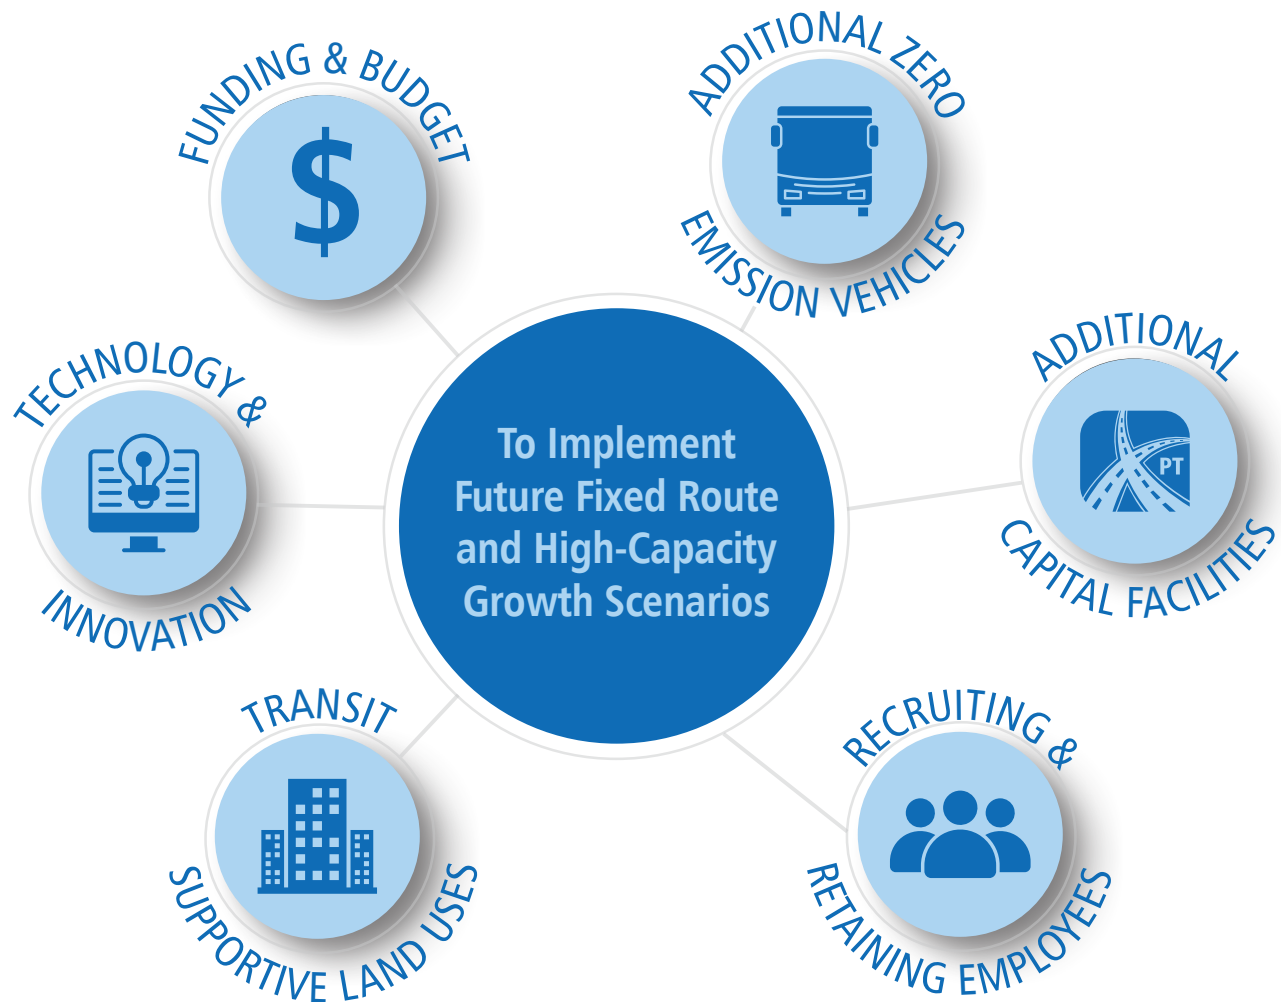 FUNDING & BUDGET
$
ADDITIONAL ZERO
EMISSION VEHICLES
TECHNOLOGY &
INNOVATION
To Implement
Future Fixed Route
and High-Capacity
Growth Scenarios
ADDITIONAL
PT
CAPITAL FACILITIES
TRANSIT
SUPPORTIVE LAND USES
RECRUITING &
RETAINING EMPLOYEES